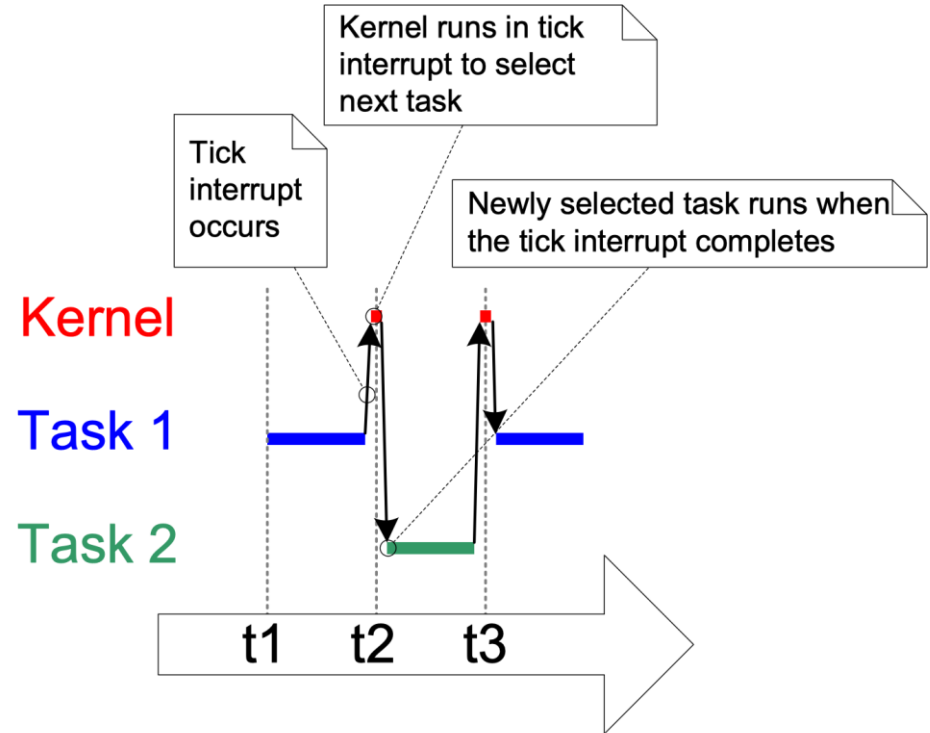 Kernel runs in tick
interrupt to select
next task
Tick
interrupt
occurs
Newly selected task runs when
the tick interrupt completes
Kernel
Task 1
Task 2
t1 t2 t3